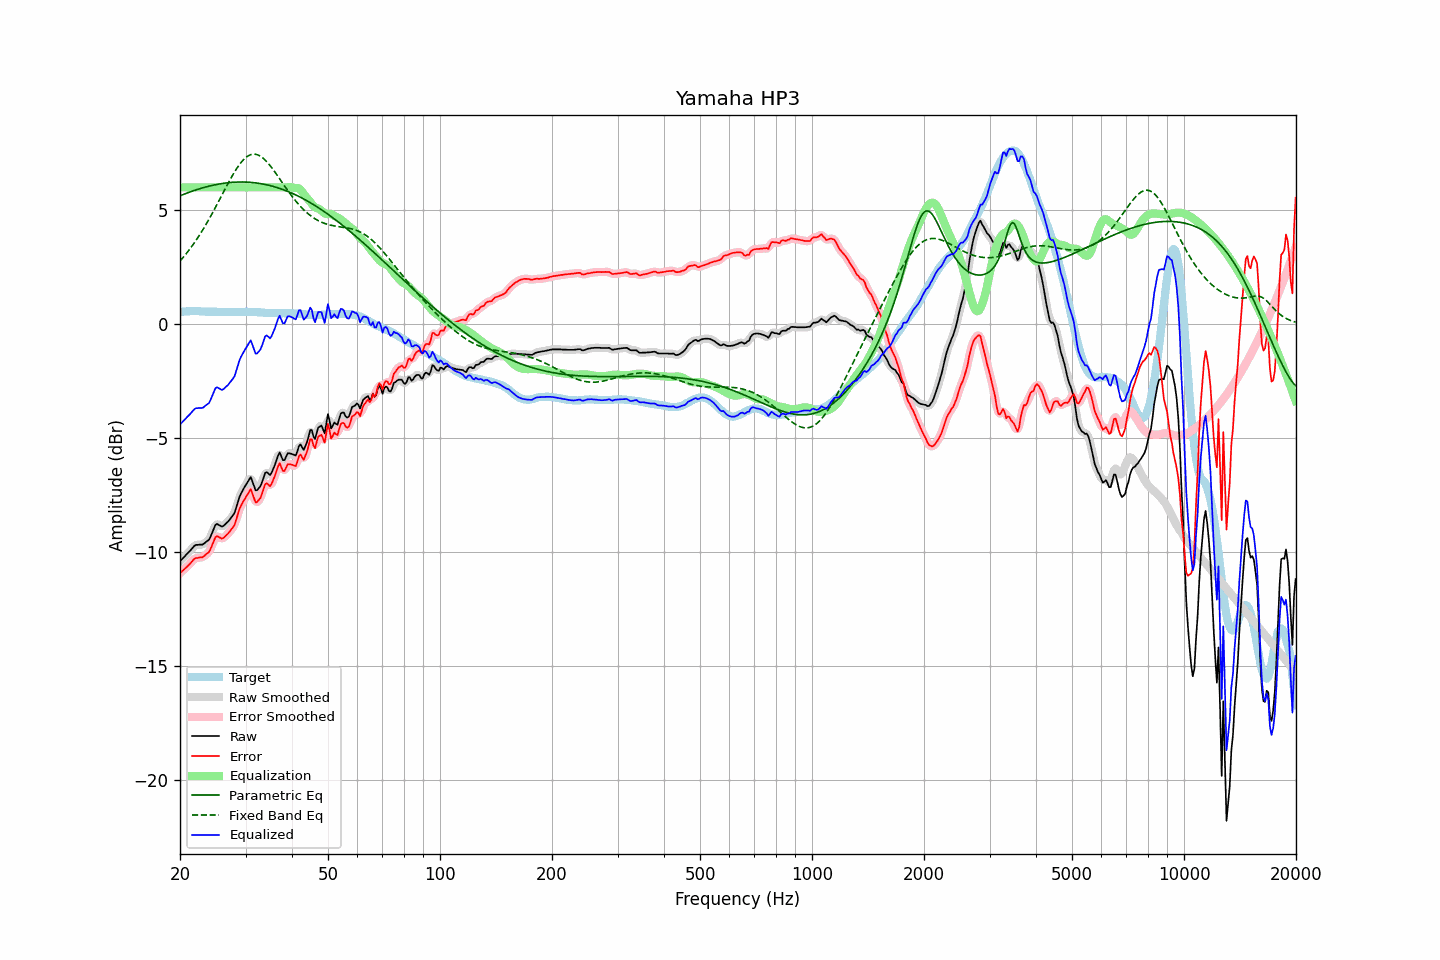 Yamaha HP3
Amplitude (dBr)
5
0
−5
−10
−15
−20
Target
Raw Smoothed
Error Smoothed
Raw
Error
Equalization
Parametric Eq
Fixed Band Eq
Equalized
20 50 100 200 500 1000 2000 5000 10000 20000
Frequency (Hz)